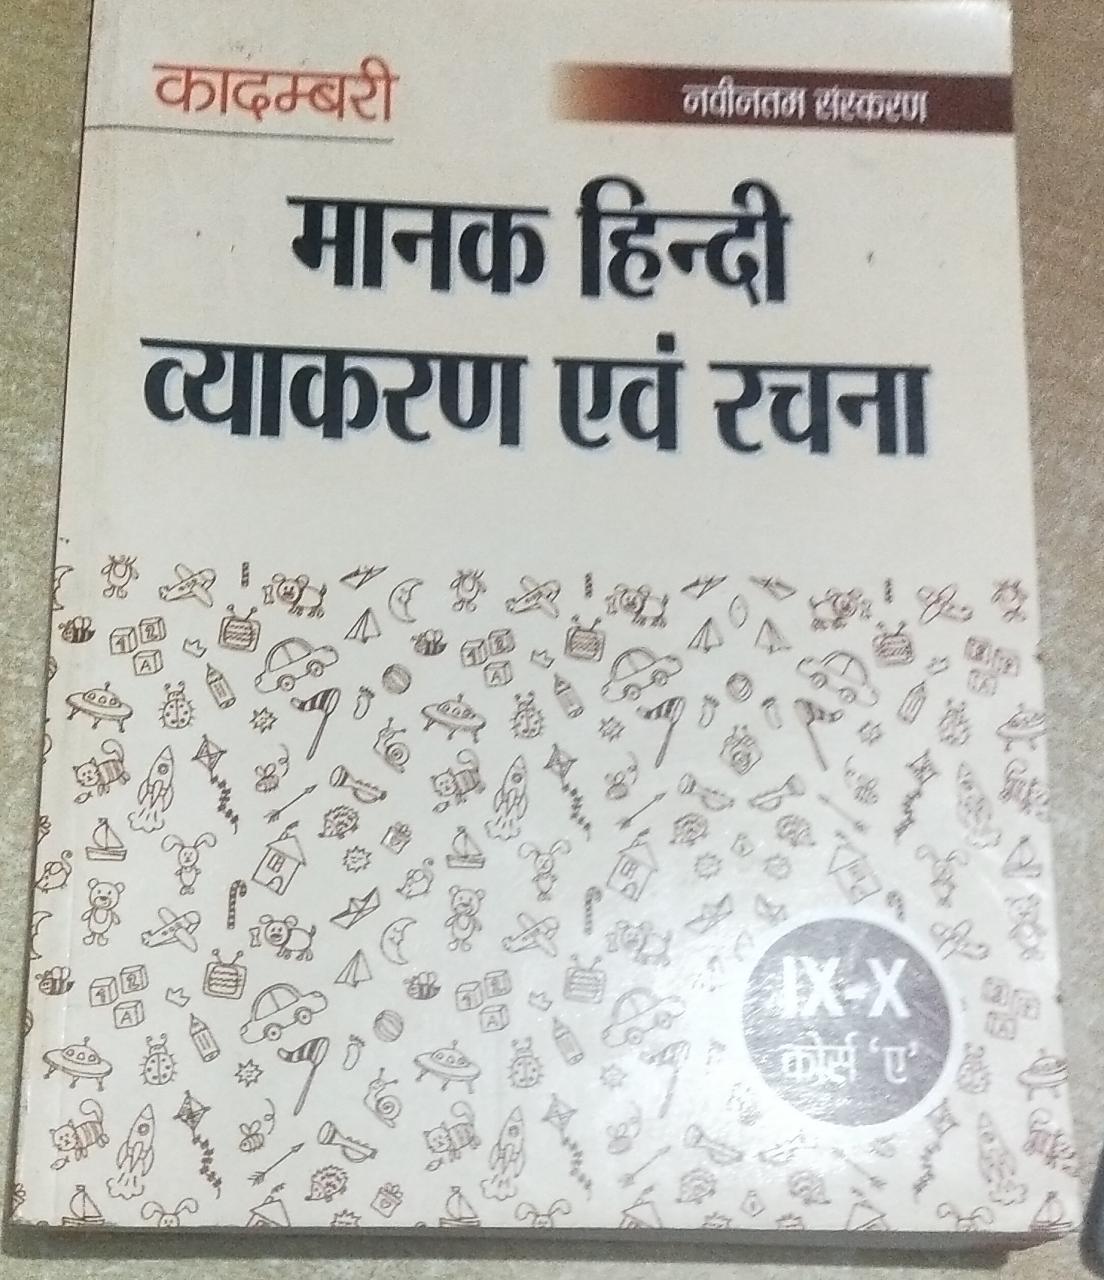 कादम्बरी
नवीनतम संस्करण
मानक हिन्दी
व्याकरण एवं रचना
IX-X
कोर्स 'ए'